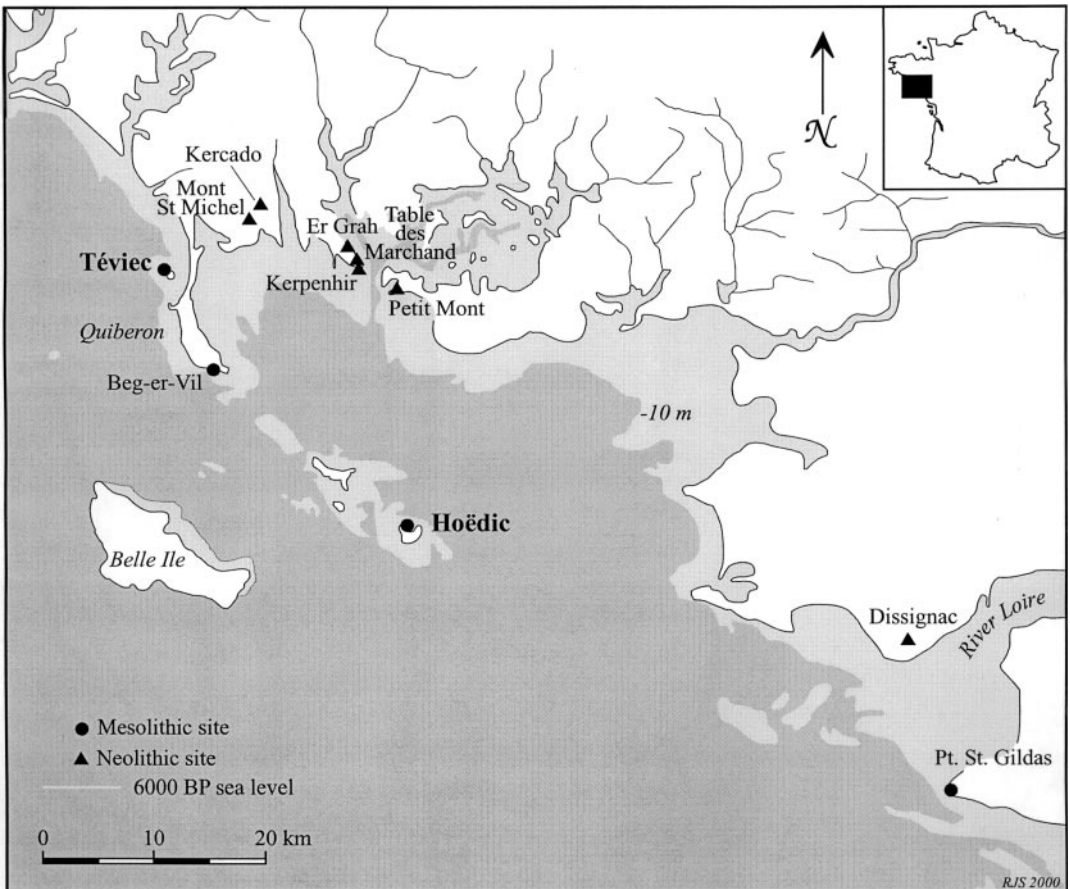 N
Kercado
Mont
St Michel
Er Grah
Table
des
Marchand
Téviec
Kerpenhir
Petit Mont
Quiberon
Beg-er-Vil
-10 m
Hoëdic
Belle Ile
Dissignac
River Loire
Mesolithic site
Neolithic site
6000 BP sea level
Pt. St. Gildas
0 10 20 km
RJS 2000